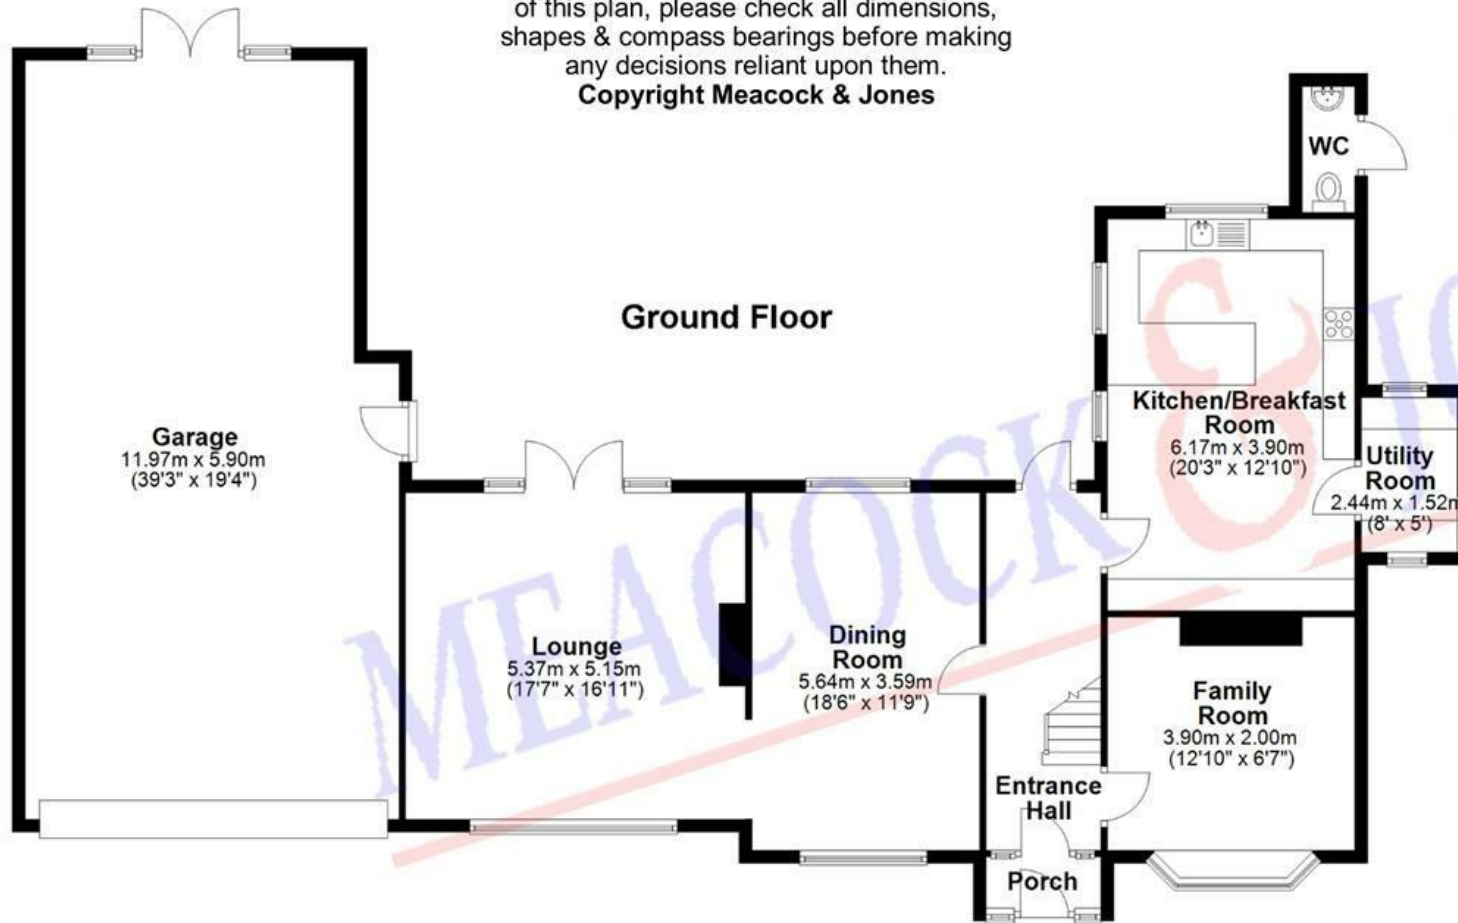 of this plan, please check all dimensions,
shapes & compass bearings before making
any decisions reliant upon them.
Copyright Meacock & Jones
WC
Ground Floor
Kitchen/Breakfast
Room
6.17m x 3.90m
(20'3" x 12'10")
Garage
11.97m x 5.90m
(39'3" x 19'4")
Utility
Room
2.44m x 1.52m
(8' x 5')
Lounge
5.37m x 5.15m
(17'7" x 16'11")
Dining
Room
5.64m x 3.59m
(18'6" x 11'9")
Family
Room
3.90m x 2.00m
(12'10" x 6'7")
Entrance
Hall
Porch
MEACOCK & JO